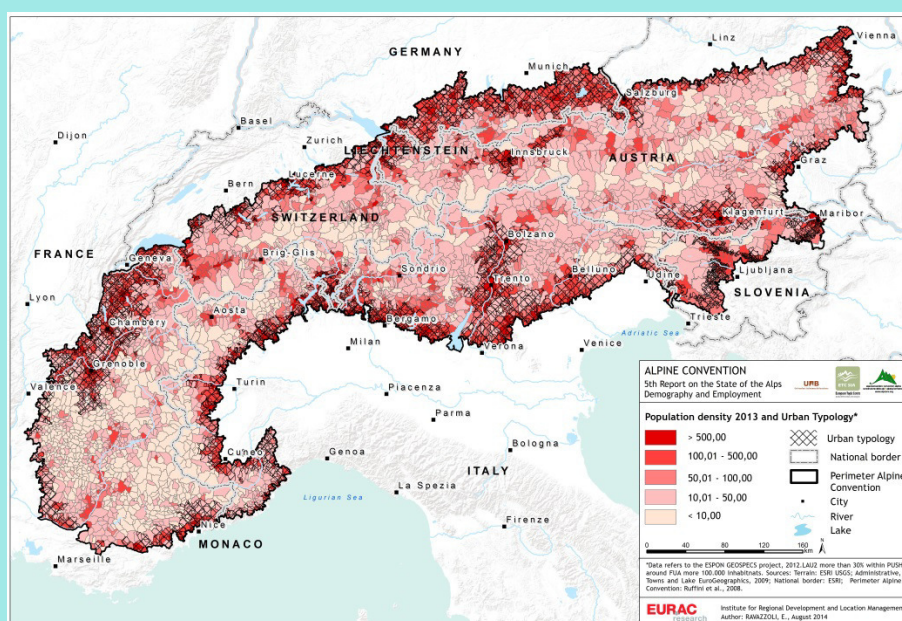 GERMANY
Linz
Vienna
Munich
Salzburg
Basel
Dijon
Zurich
LIECHTENSTEIN
Innsbruck
AUSTRIA
Graz
Bern
Lucerne
SWITZERLAND
Klagenfurt
Maribor
FRANCE
Bolzano
Geneva
Brig-Glis
Sondrio
Trento
Belluno
Udine
Ljubljana
SLOVENIA
Lyon
Chambéry
Aosta
Bergamo
Trieste
Milan
Verona
Venice
Adriatic Sea
Grenoble
Valence
Turin
Piacenza
Parma
Bologna
Cuneo
Genoa
ITALY
La Spezia
Ligurian Sea
Firenze
Nice
MONACO
Marseille
ALPINE CONVENTION
5th Report on the State of the Alps
Demography and Employment
Population density 2013 and Urban Typology*
> 500,00
100,01 - 500,00
50,01 - 100,00
10,01 - 50,00
< 10,00
Urban typology
National border
Perimeter Alpine
Convention
City
River
Lake
0 40 80 120 160
km
*Data refers to the ESPON GEOSPECS project, 2012.LAU2 more than 30% within PUSH
around FUA more 100.000 inhabitnats. Sources: Terrain: ESRI USGS; Administrative,
Towns and Lake EuroGeographics, 2009; National border: ESRI; Perimeter Alpine
Convention: Ruffini et al., 2008.
EURAC
research
Institute for Regional Development and Location Management
Author: RAVAZZOLI, E., August 2014